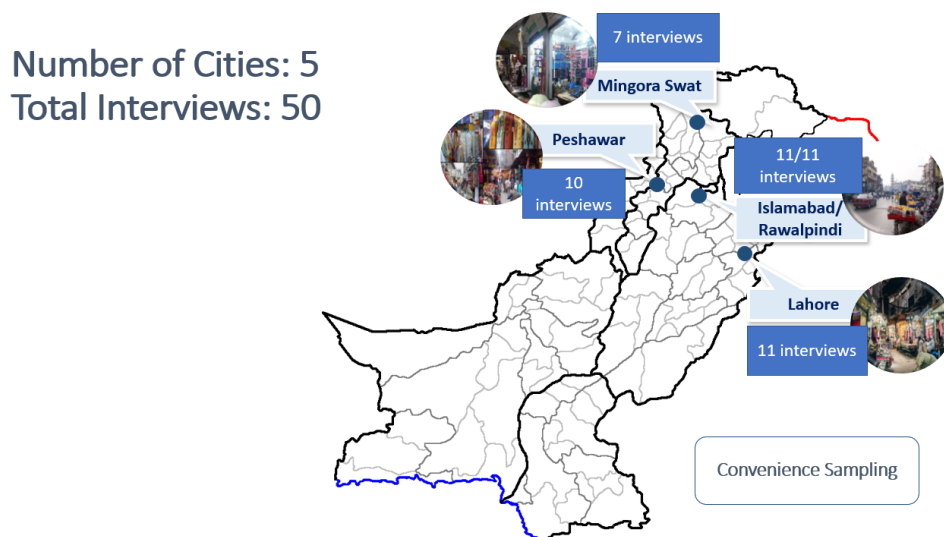 Number of Cities: 5
Total Interviews: 50
7 interviews
Mingora Swat
Peshawar
10
interviews
11/11
interviews
Islamabad/
Rawalpindi
Lahore
11 interviews
Convenience Sampling